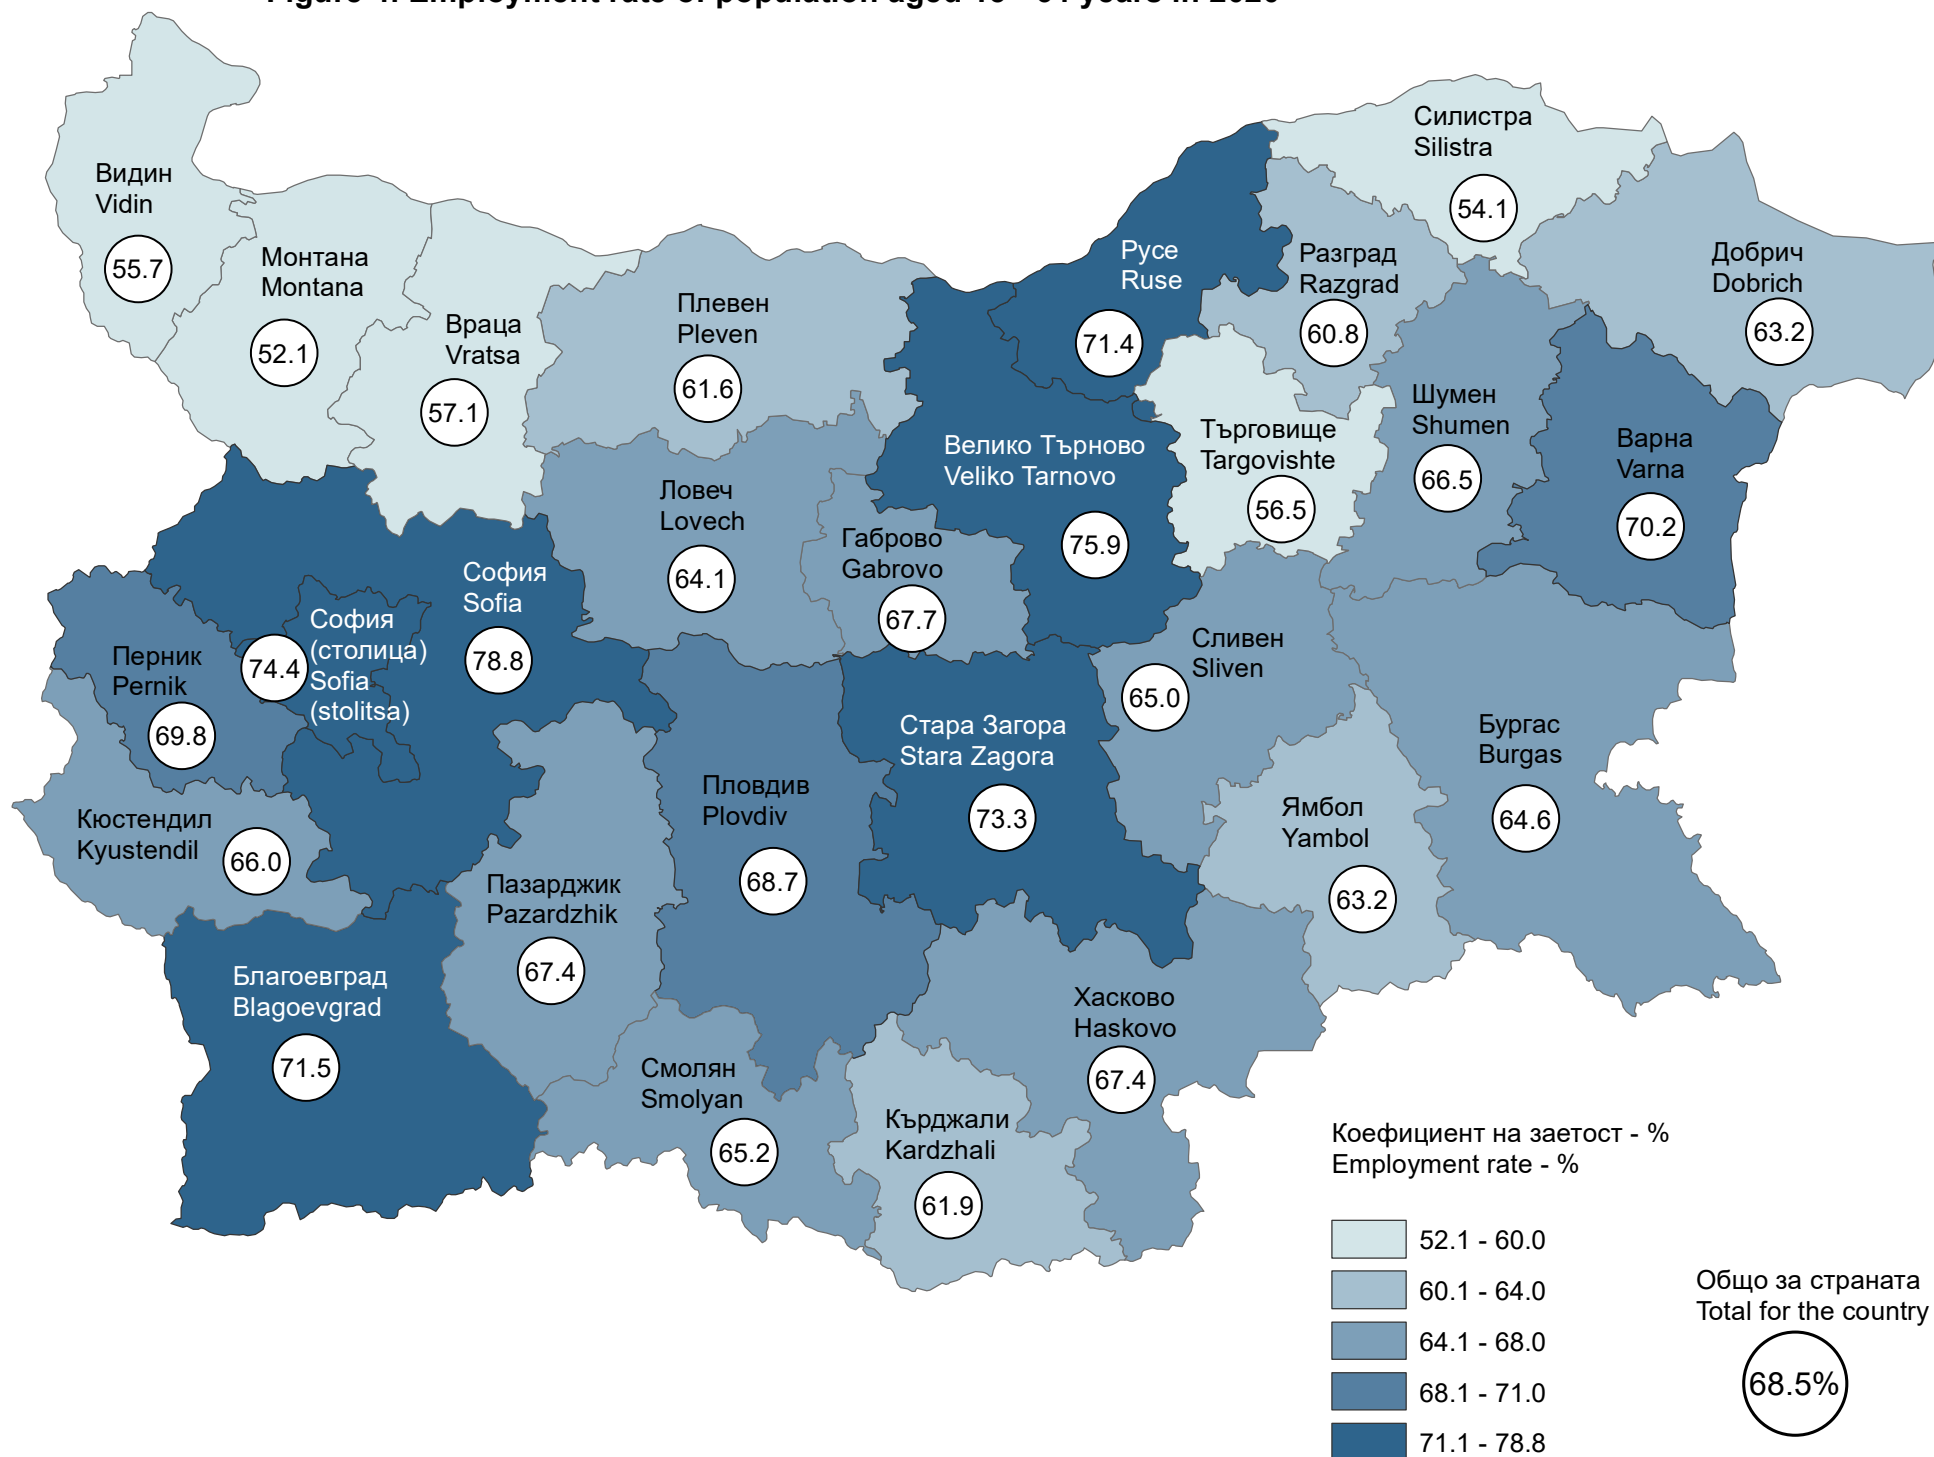 Видин
Vidin
55.7
Монтана
Montana
52.1
Враца
Vratsa
57.1
Плевен
Pleven
61.6
Русе
Ruse
71.4
Силистра
Silistra
54.1
Разград
Razgrad
60.8
Добрич
Dobrich
63.2
Шумен
Shumen
66.5
Варна
Varna
70.2
Търговище
Targovishte
56.5
Велико Търново
Veliko Tarnovo
75.9
Ловеч
Lovech
64.1
Габрово
Gabrovo
67.7
София
Sofia
78.8
София
(столица)
Sofia
(stolitsa)
74.4
Перник
Pernik
69.8
Кюстендил
Kyustendil
66.0
Сливен
Sliven
65.0
Стара Загора
Stara Zagora
73.3
Пловдив
Plovdiv
68.7
Бургас
Burgas
64.6
Ямбол
Yambol
63.2
Пазарджик
Pazardzhik
67.4
Благоевград
Blagoevgrad
71.5
Хасково
Haskovo
67.4
Смолян
Smolyan
65.2
Кърджали
Kardzhali
61.9
Коефициент на заетост - %
Employment rate - %
52.1 - 60.0
60.1 - 64.0
64.1 - 68.0
68.1 - 71.0
71.1 - 78.8
Общо за страната
Total for the country
68.5%